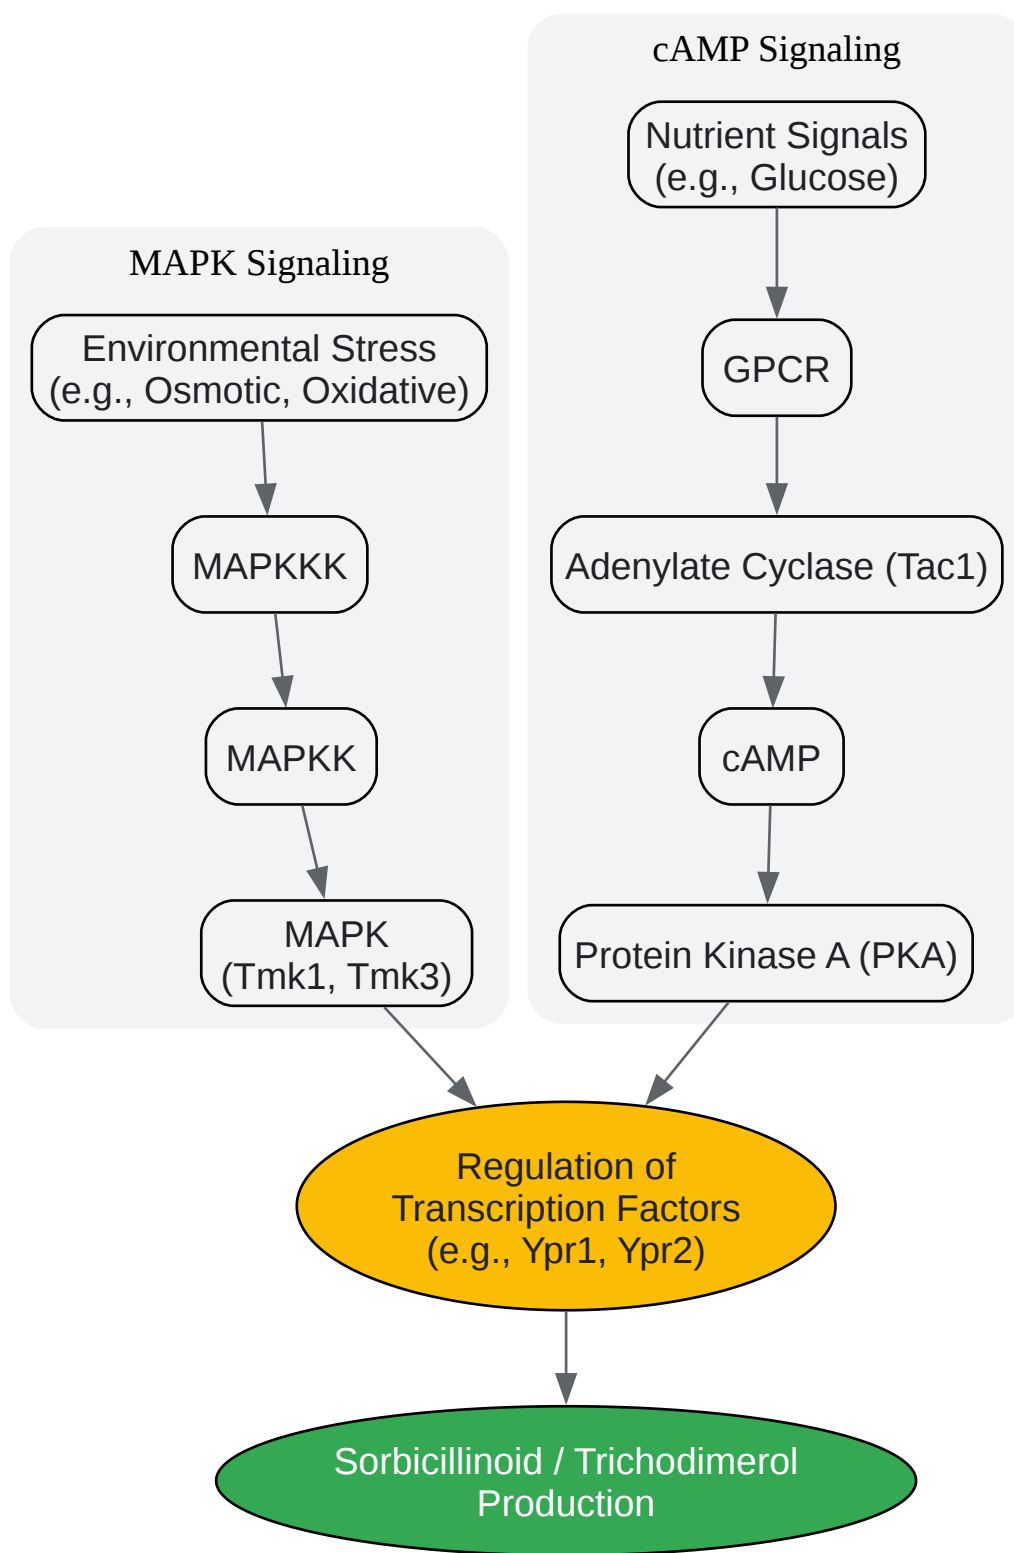 cAMP Signaling
Nutrient Signals
(e.g., Glucose)
GPCR
Adenylate Cyclase (Tac1)
cAMP
Protein Kinase A (PKA)
MAPK Signaling
Environmental Stress
(e.g., Osmotic, Oxidative)
MAPKKK
MAPKK
MAPK
(Tmk1, Tmk3)
Regulation of
Transcription Factors
(e.g., Ypr1, Ypr2)
Sorbicillinoid / Trichodimerol
Production